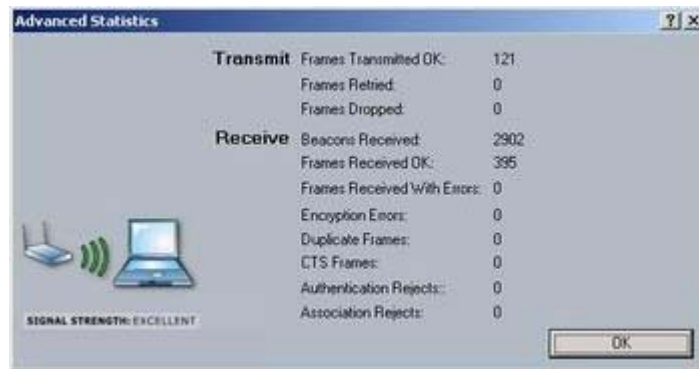 Advanced Statistics
Transmit Frames Transmitted OK: 121
Frames Retried: 0
Frames Dropped: 0
Receive Beacons Received: 2902
Frames Received OK: 395
Frames Received With Errors: 0
Encryption Errors: 0
Duplicate Frames: 0
CTS Frames: 0
Authentication Rejects:: 0
Association Rejects: 0
SIGNAL STRENGTH: EXCELLENT
OK